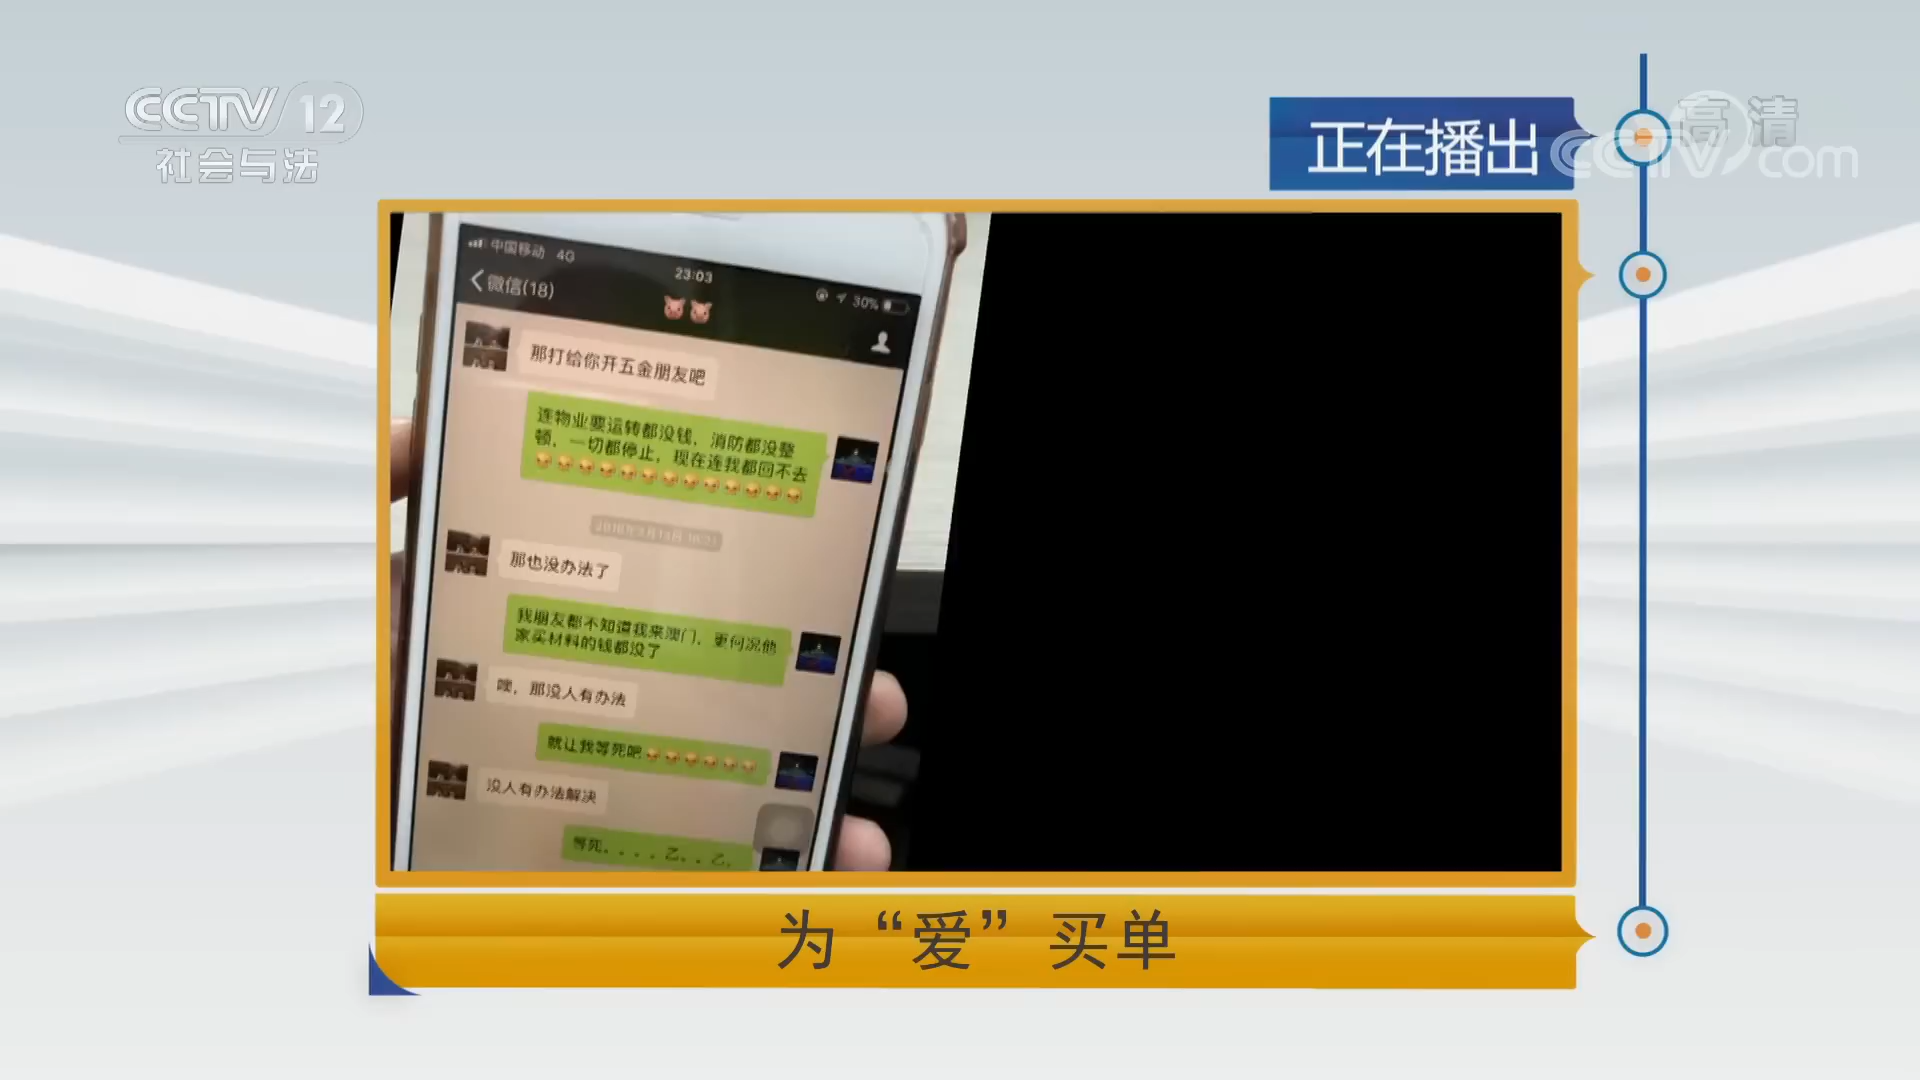 CCTV 12
社会与法
高清
正在播出
CCTV com
中国移动 4G
23:03
30%
微信(18)
那打给你开五金朋友吧
连物业要运转都没钱，消防都没整
顿，一切都停止，现在连我都回不去
那也没办法了
我朋友都不知道我来澳门，更何况他
家买材料的钱都没了
噢，那没人有办法
就让我等死吧
没人有办法解决
等死．．．．乙．．乙．
为“爱”买单